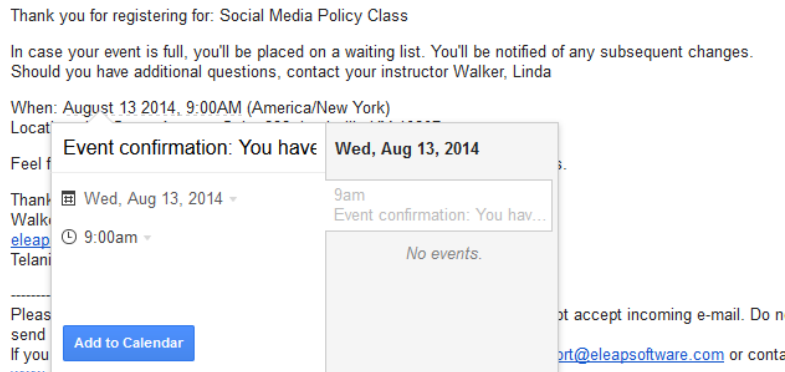 Thank you for registering for: Social Media Policy Class
In case your event is full, you'll be placed on a waiting list. You'll be notified of any subsequent changes.
Should you have additional questions, contact your instructor Walker, Linda
When: August 13 2014, 9:00AM (America/New York)
Locati
Event confirmation: You have
Wed, Aug 13, 2014
Feel f
s.
9am
Thank
Wed, Aug 13, 2014
Event confirmation: You hav...
Walk
eleap
9:00am
No events.
Telani
--------
Pleas
ot accept incoming e-mail. Do n
send
Add to Calendar
If you
ort@eleapsoftware.com or conta